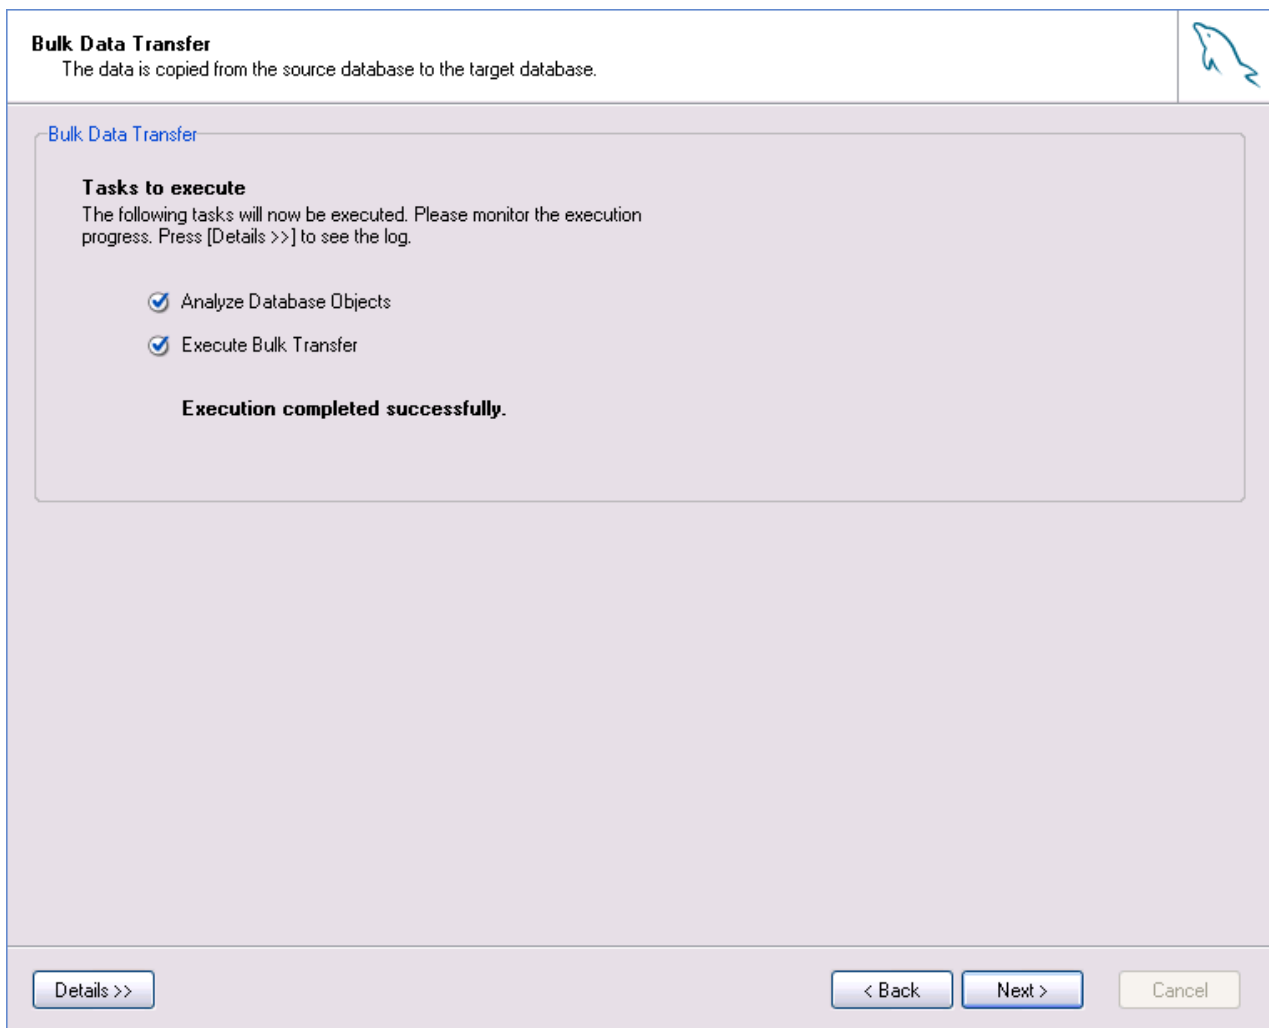 Bulk Data Transfer
The data is copied from the source database to the target database.
Bulk Data Transfer
Tasks to execute
The following tasks will now be executed. Please monitor the execution
progress. Press [Details >>] to see the log.
Analyze Database Objects
Execute Bulk Transfer
Execution completed successfully.
Details >>
< Back
Next >
Cancel